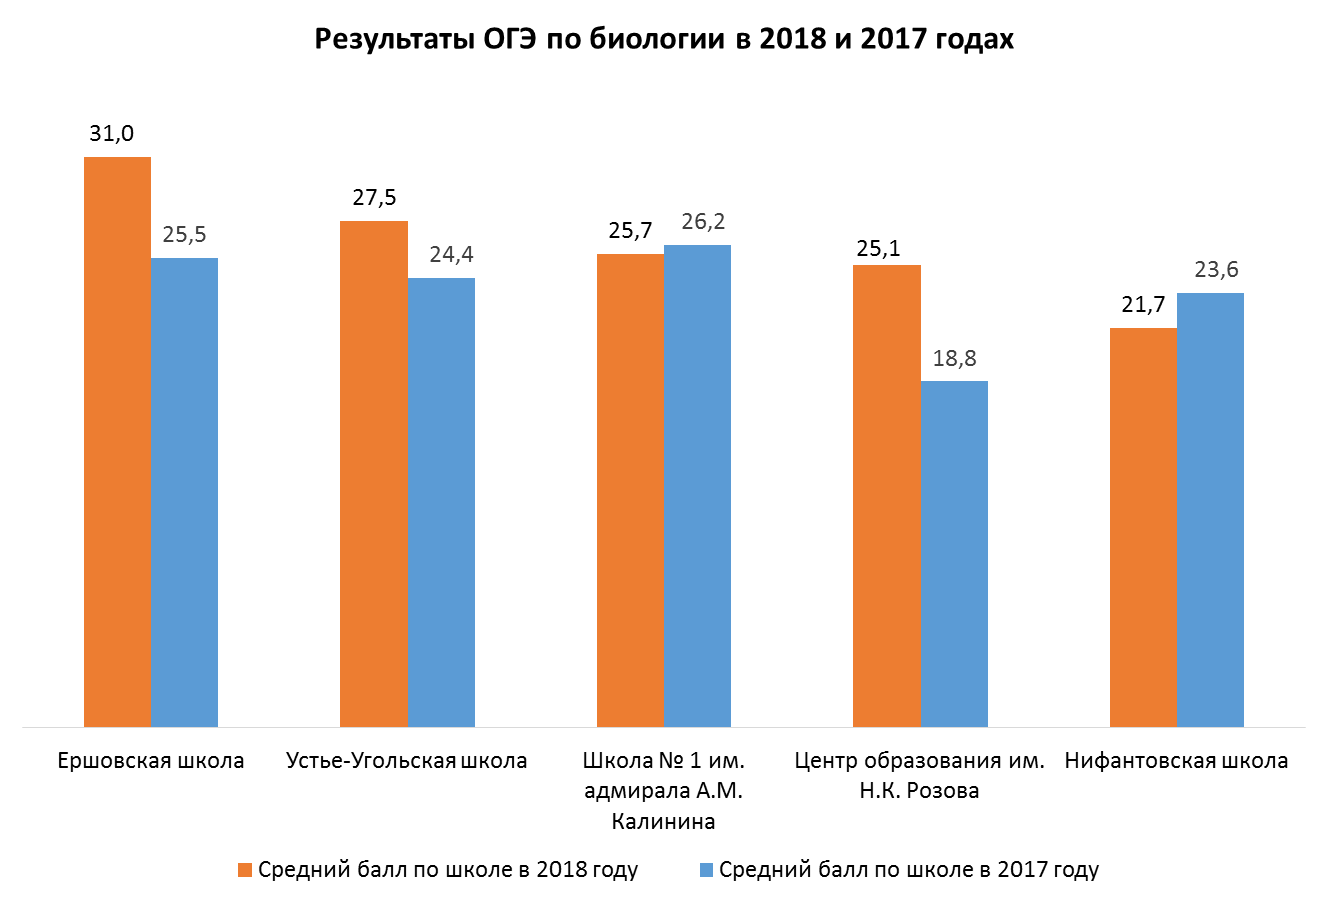 Результаты ОГЭ по биологии в 2018 и 2017 годах
31,0
25,5
27,5
24,4
25,7
26,2
25,1
18,8
21,7
23,6
Ершовская школа
Устье-Угольская школа
Школа № 1 им.
адмирала А.М.
Калинина
Центр образования им.
Н.К. Розова
Нифантовская школа
Средний балл по школе в 2018 году
Средний балл по школе в 2017 году